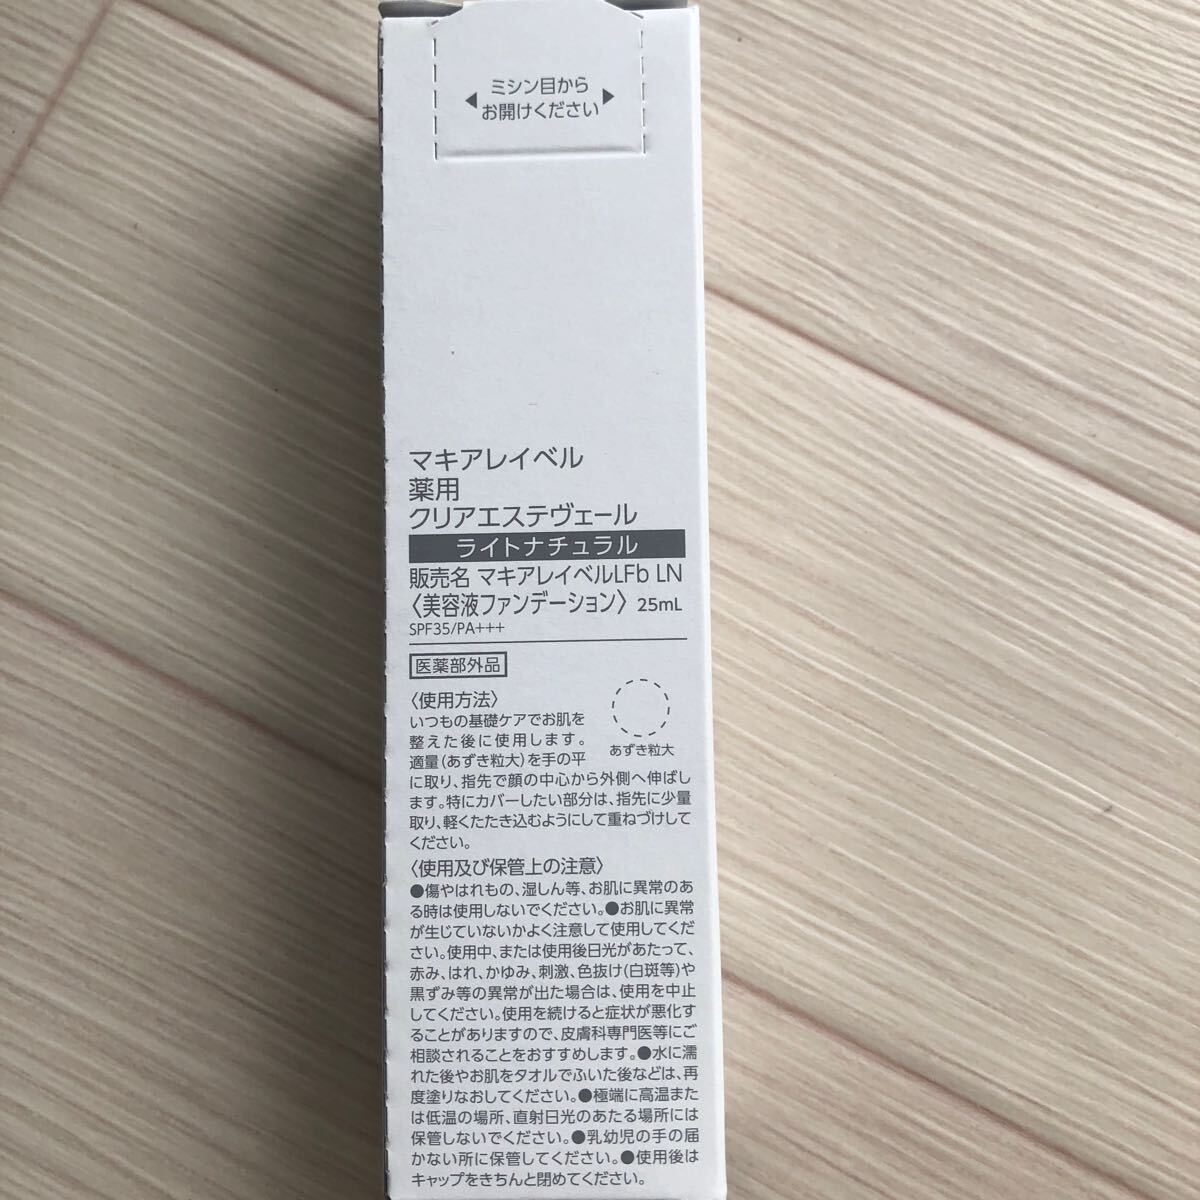 ミシン目から
お開けください
マキアレイベル
薬用
クリアエステヴェール
ライトナチュラル
販売名 マキアレイベルLFb LN
〈美容液ファンデーション〉 25mL
SPF35/PA+++
医薬部外品
〈使用方法〉
いつもの基礎ケアでお肌を
整えた後に使用します。
適量(あずき粒大)を手の平
に取り、指先で顔の中心から外側へ伸ばし
ます。特にカバーしたい部分は、指先に少量
取り、軽くたたき込むようにして重ねづけして
ください。
あずき粒大
〈使用及び保管上の注意〉
●傷やはれもの、湿しん等、お肌に異常のあ
る時は使用しないでください。●お肌に異常
が生じていないかよく注意して使用してくだ
さい。使用中、または使用後日光があたって、
赤み、はれ、かゆみ、刺激、色抜け(白斑等)や
黒ずみ等の異常が出た場合は、使用を中止
してください。使用を続けると症状が悪化す
ることがありますので、皮膚科専門医等にご
相談されることをおすすめします。●水に濡
れた後やお肌をタオルでふいた後などは、再
度塗りなおしてください。●極端に高温また
は低温の場所、直射日光のあたる場所には
保管しないでください。●乳幼児の手の届
かない所に保管してください。●使用後は
キャップをきちんと閉めてください。